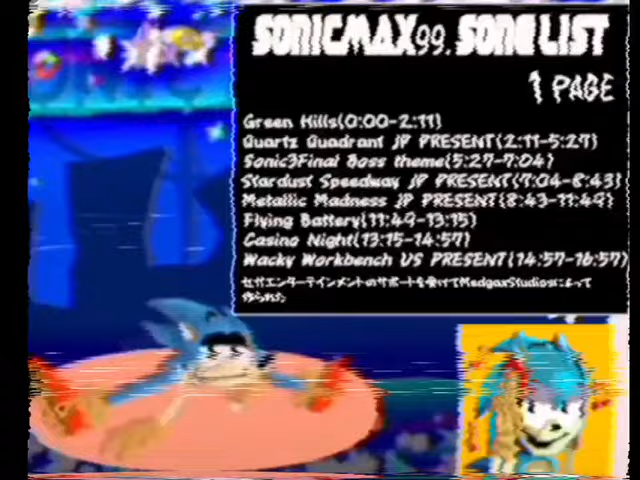 SONICMAX99. SONG LIST
1 PAGE
Green Hills(0:00-2:11)
Quartz Quadrant JP PRESENT(2:11-5:27)
Sonic3Final Boss theme(5:27-7:04)
Stardust Speedway JP PRESENT(7:04-8:43)
Metallic Madness JP PRESENT(8:43-11:49)
Flying Battery(11:49-13:15)
Casino Night(13:15-14:57)
Wacky Workbench US PRESENT(14:57-16:57)
セガエンターテインメントのサポートを受けてMedgaxStudiosによって
作られた